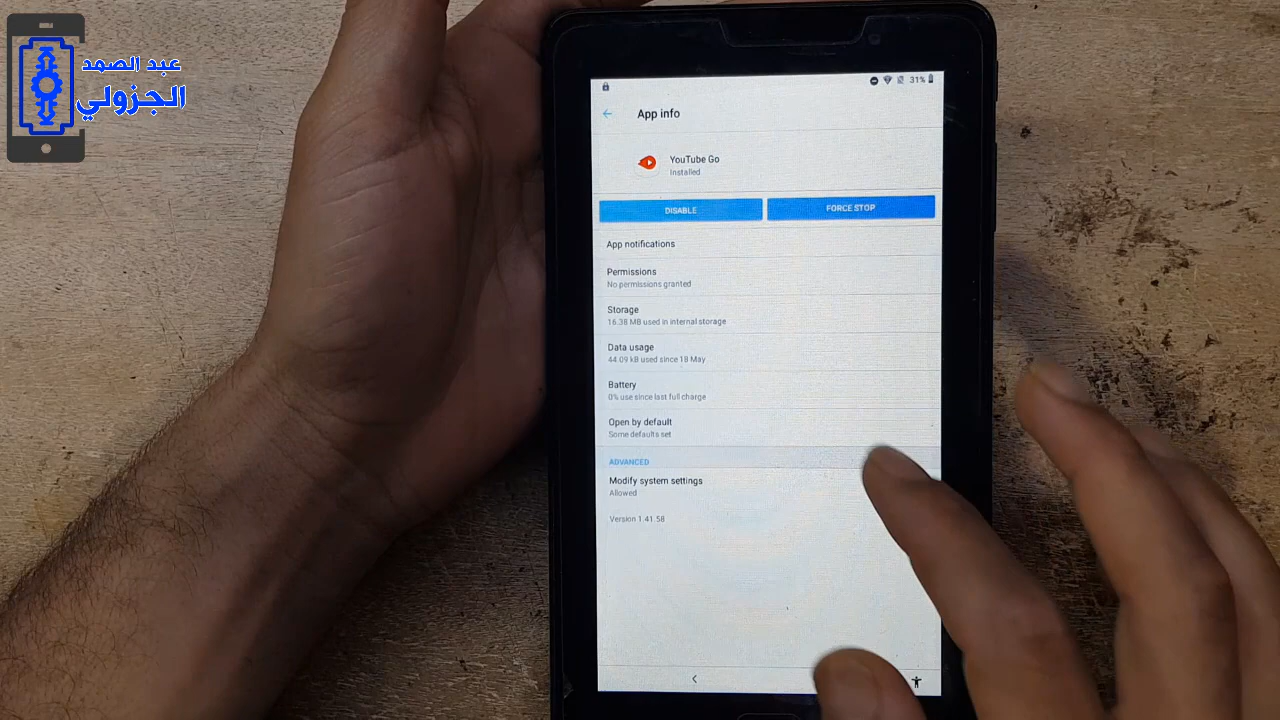 عبد الصمد
الجزولي
31%
App info
YouTube Go
Installed
DISABLE
FORCE STOP
App notifications
Permissions
No permissions granted
Storage
16.38 MB used in internal storage
Data usage
44.09 kB used since 18 May
Battery
0% use since last full charge
Open by default
Some defaults set
ADVANCED
Modify system settings
Allowed
Version 1.41.58